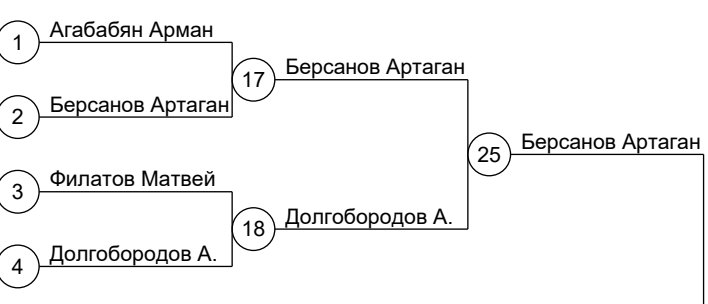 1 Агабабян Арман
17 Берсанов Артаган
2 Берсанов Артаган
25 Берсанов Артаган
3 Филатов Матвей
18 Долгобородов А.
4 Долгобородов А.